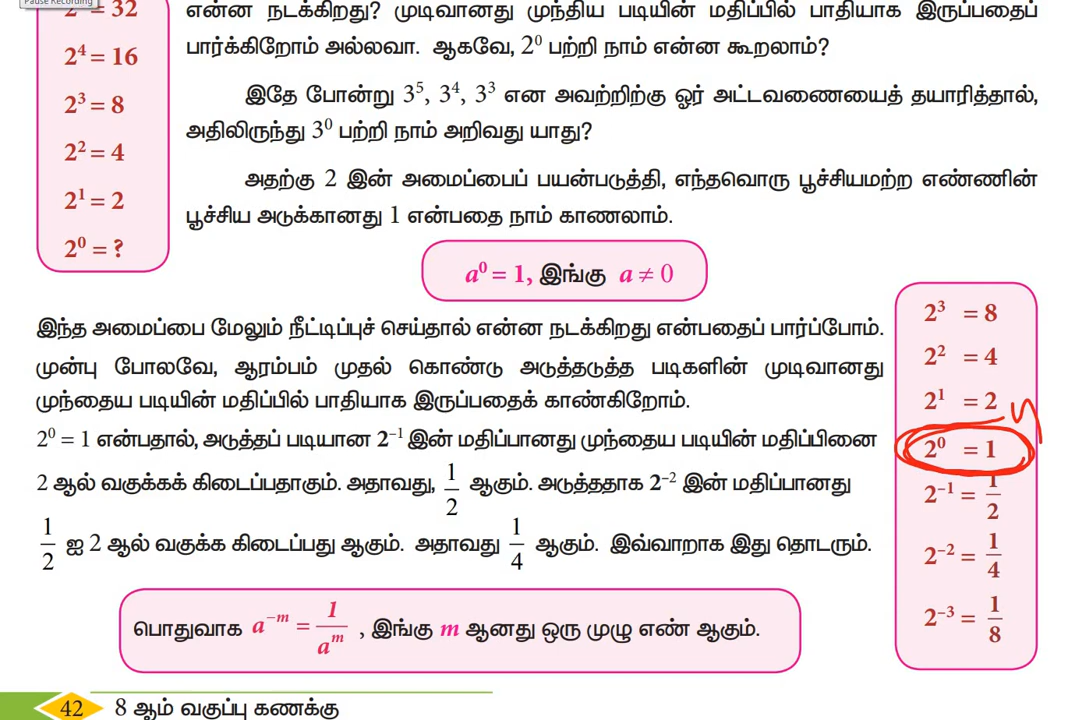 Pause Recording
2 = 32
2⁴ = 16
2³ = 8
2² = 4
2¹ = 2
2⁰ = ?
என்ன நடக்கிறது? முடிவானது முந்திய படியின் மதிப்பில் பாதியாக இருப்பதைப்
பார்க்கிறோம் அல்லவா. ஆகவே, 2⁰ பற்றி நாம் என்ன கூறலாம்?
இதே போன்று 3⁵, 3⁴, 3³ என அவற்றிற்கு ஓர் அட்டவணையைத் தயாரித்தால்,
அதிலிருந்து 3⁰ பற்றி நாம் அறிவது யாது?
அதற்கு 2 இன் அமைப்பைப் பயன்படுத்தி, எந்தவொரு பூச்சியமற்ற எண்ணின்
பூச்சிய அடுக்கானது 1 என்பதை நாம் காணலாம்.
a⁰ = 1, இங்கு a ≠ 0
இந்த அமைப்பை மேலும் நீட்டிப்புச் செய்தால் என்ன நடக்கிறது என்பதைப் பார்ப்போம்.
முன்பு போலவே, ஆரம்பம் முதல் கொண்டு அடுத்தடுத்த படிகளின் முடிவானது
முந்தைய படியின் மதிப்பில் பாதியாக இருப்பதைக் காண்கிறோம்.
2⁰ = 1 என்பதால், அடுத்தப் படியான 2⁻¹ இன் மதிப்பானது முந்தைய படியின் மதிப்பினை
2 ஆல் வகுக்கக் கிடைப்பதாகும். அதாவது, 1/2 ஆகும். அடுத்ததாக 2⁻² இன் மதிப்பானது
1/2 ஐ 2 ஆல் வகுக்க கிடைப்பது ஆகும். அதாவது 1/4 ஆகும். இவ்வாறாக இது தொடரும்.
2³ = 8
2² = 4
2¹ = 2
2⁰ = 1
2⁻¹ = 1/2
2⁻² = 1/4
2⁻³ = 1/8
பொதுவாக a⁻ᵐ = 1/aᵐ , இங்கு m ஆனது ஒரு முழு எண் ஆகும்.
42 8 ஆம் வகுப்பு கணக்கு